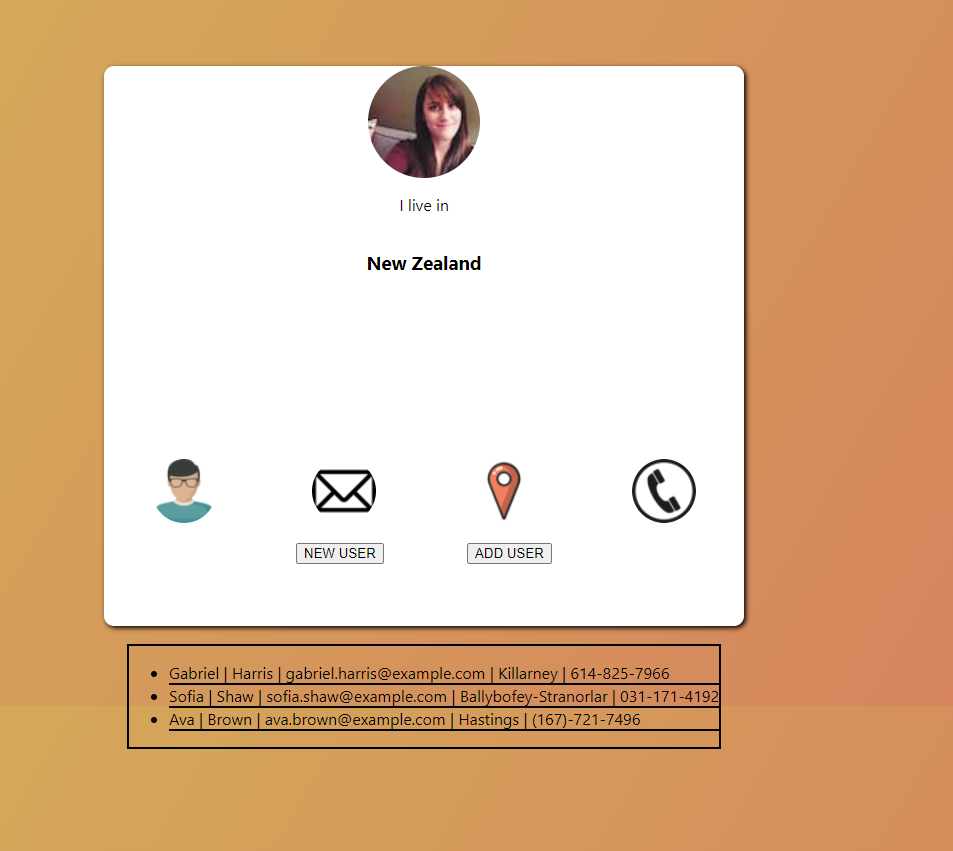 I live in
New Zealand
NEW USER
ADD USER
Gabriel | Harris | gabriel.harris@example.com | Killarney | 614-825-7966
Sofia | Shaw | sofia.shaw@example.com | Ballybofey-Stranorlar | 031-171-4192
Ava | Brown | ava.brown@example.com | Hastings | (167)-721-7496